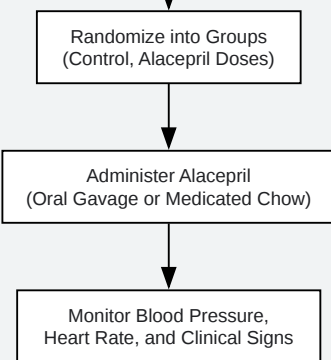 Randomize into Groups
(Control, Alacepril Doses)
Administer Alacepril
(Oral Gavage or Medicated Chow)
Monitor Blood Pressure,
Heart Rate, and Clinical Signs